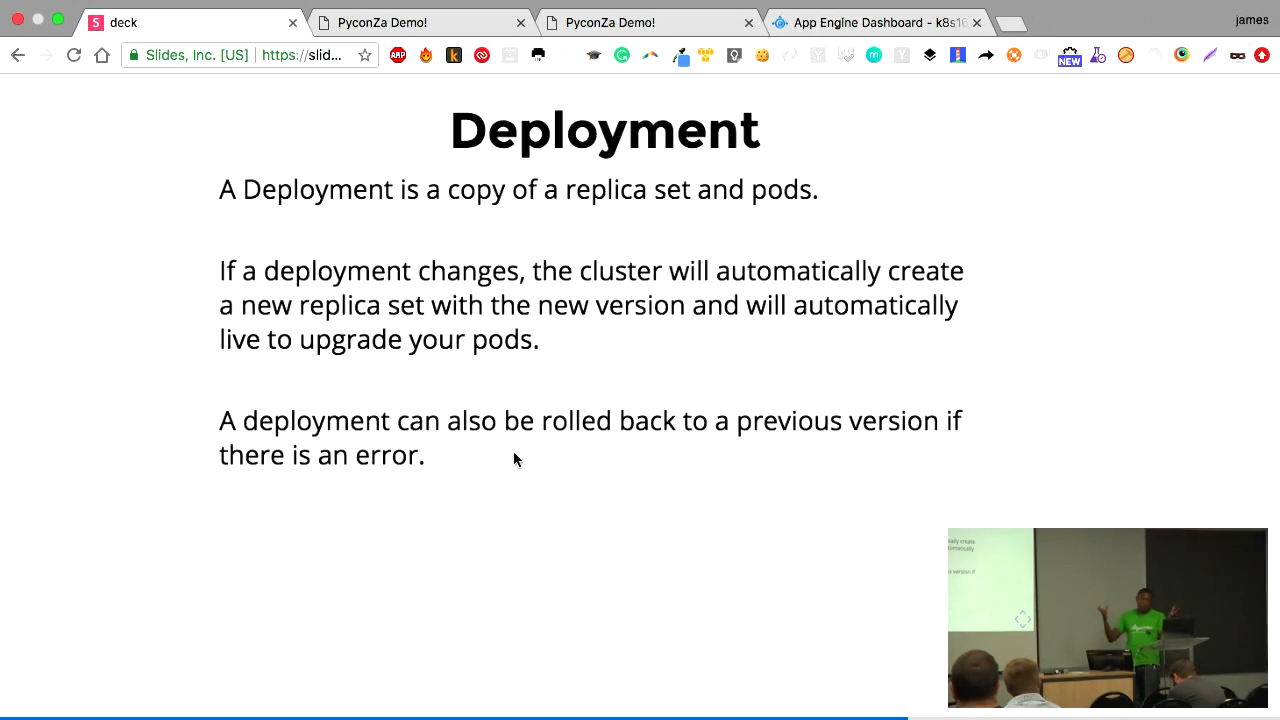 deck
PyconZa Demo!
PyconZa Demo!
App Engine Dashboard - k8s16
james
Slides, Inc. [US]
https://slid...
ABP
NEW
Deployment
A Deployment is a copy of a replica set and pods.
If a deployment changes, the cluster will automatically create
a new replica set with the new version and will automatically
live to upgrade your pods.
A deployment can also be rolled back to a previous version if
there is an error.